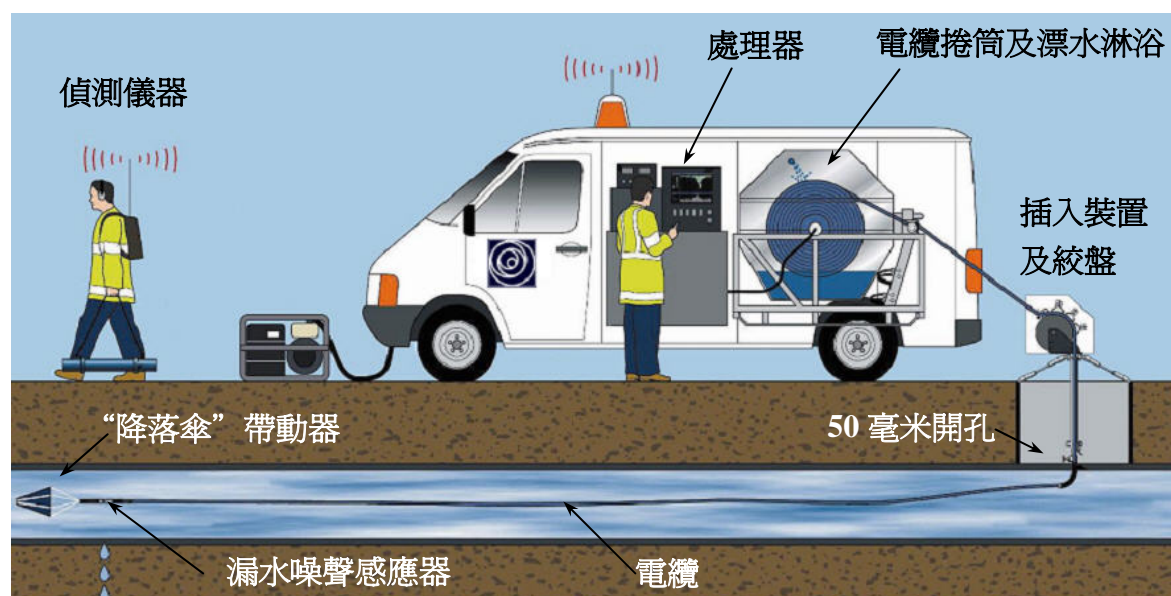 處理器
電纜捲筒及漂水淋浴
偵測儀器
插入裝置
及絞盤
“降落傘”帶動器
50 毫米開孔
漏水噪聲感應器
電纜